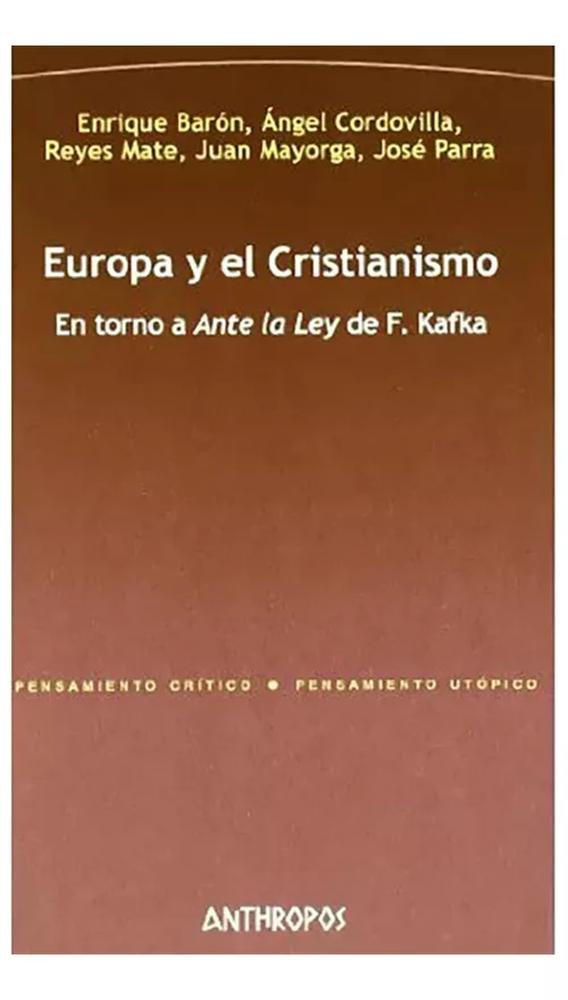 Enrique Barón, Ángel Cordovilla,
Reyes Mate, Juan Mayorga, José Parra
Europa y el Cristianismo
En torno a Ante la Ley de F. Kafka
PENSAMIENTO CRÍTICO ● PENSAMIENTO UTÓPICO
ANTHROPOS